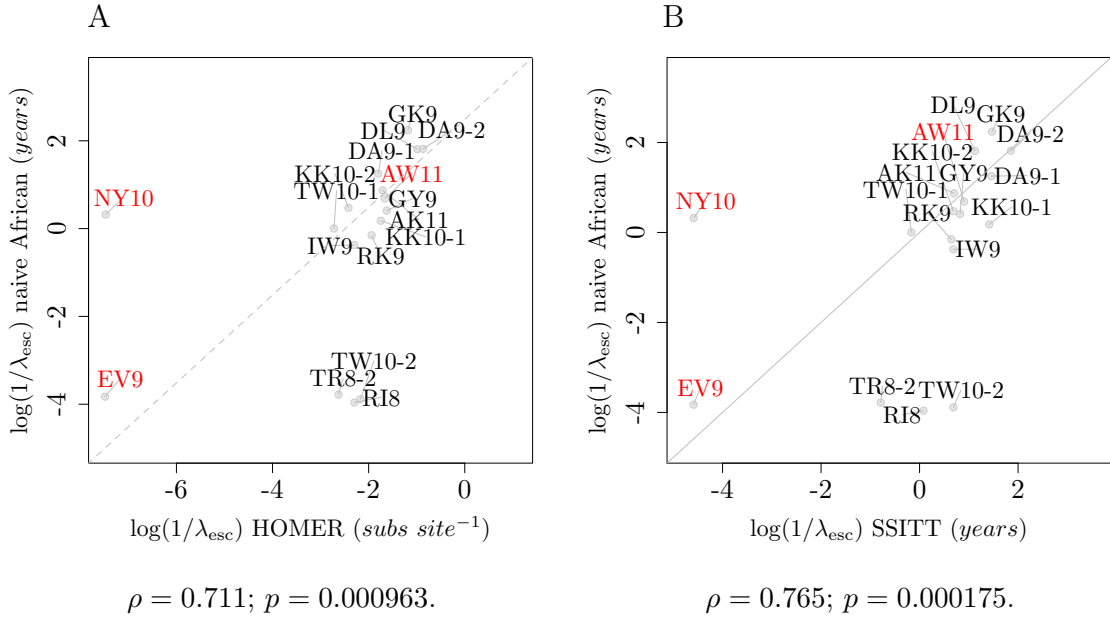 A
B
log(1/λesc) naive African (years)
2
0
-2
-4
GK9
DL9
DA9-2
DA9-1
KK10-2
AW11
TW10-1
NY10
GY9
AK11
KK10-1
IW9
RK9
TW10-2
EV9
TR8-2
RI8
-6
-4
-2
0
log(1/λesc) HOMER (subs site⁻¹)
ρ = 0.711; p = 0.000963.
log(1/λesc) naive African (years)
2
0
-2
-4
DL9
GK9
AW11
DA9-2
KK10-2
AK11
GY9
DA9-1
TW10-1
NY10
RK9
KK10-1
IW9
EV9
TR8-2
TW10-2
RI8
-4
-2
0
2
log(1/λesc) SSITT (years)
ρ = 0.765; p = 0.000175.